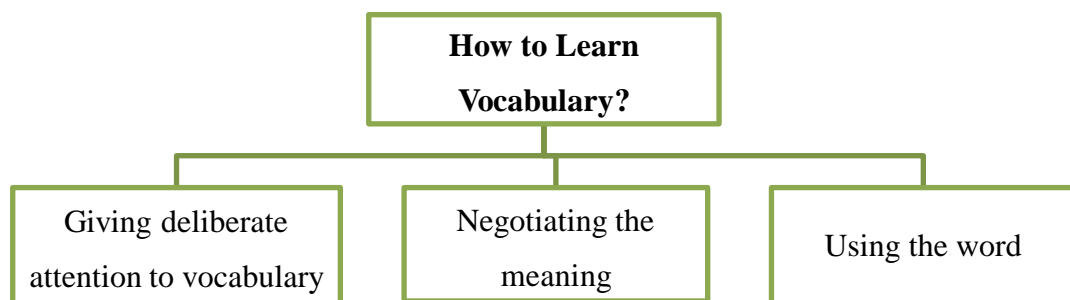 How to Learn
Vocabulary?
Giving deliberate
attention to vocabulary
Negotiating the
meaning
Using the word